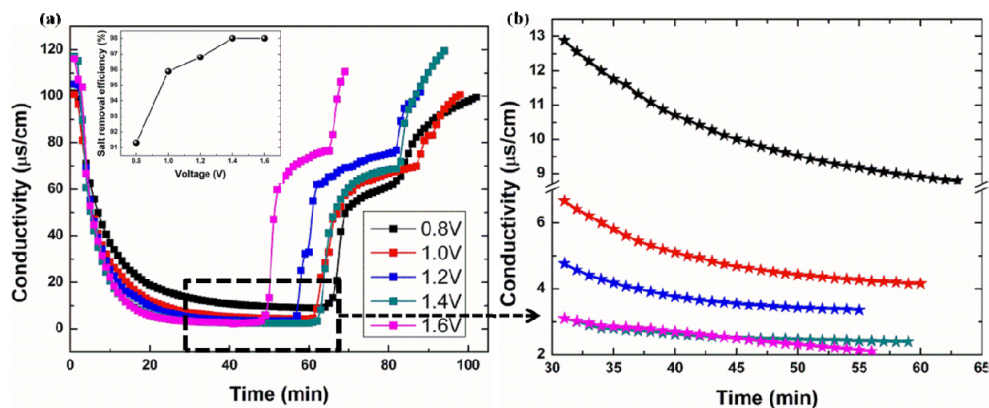 (a)
120
100
80
60
40
20
0
Conductivity (μs/cm)
0 20 40 60 80 100
Time (min)
98
97
96
95
94
93
92
91
Salt removal efficiency (%)
0.8 1.0 1.2 1.4 1.6
Voltage (V)
0.8V
1.0V
1.2V
1.4V
1.6V
(b)
13
12
11
10
9
6
4
2
Conductivity (μs/cm)
30 35 40 45 50 55 60 65
Time (min)